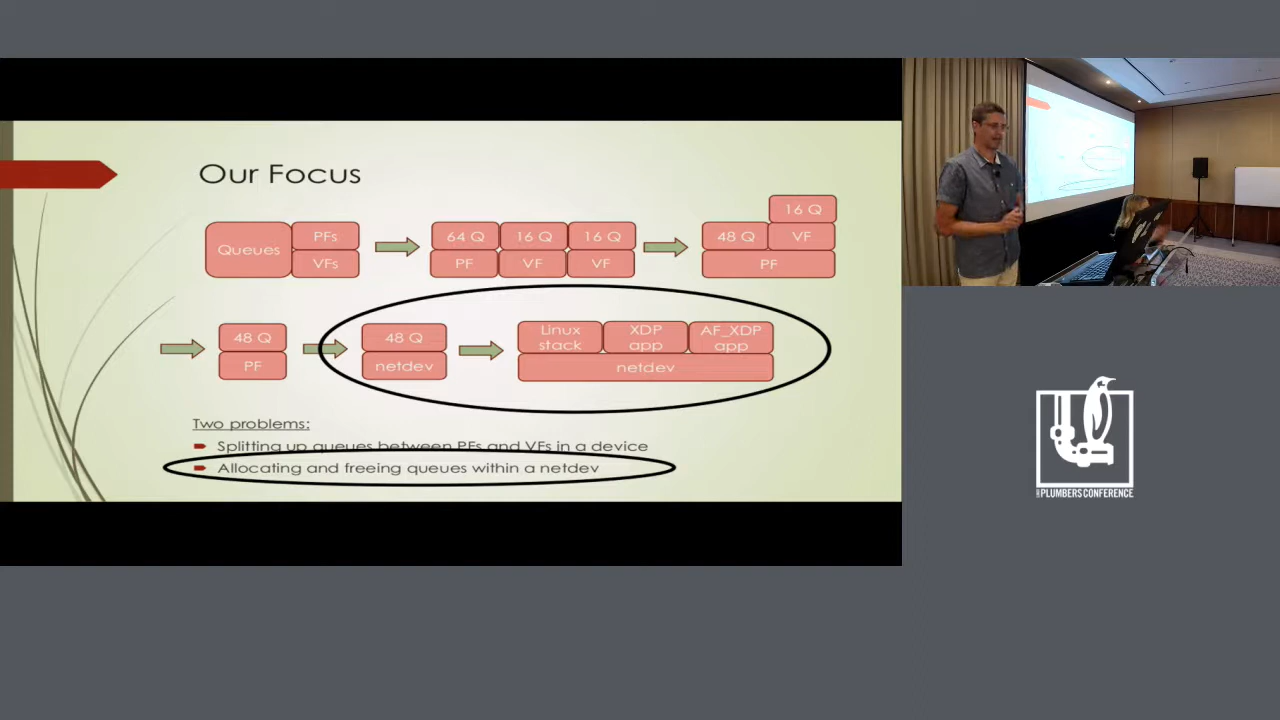 Our Focus
16 Q
Queues
PFs
VFs
64 Q
16 Q
16 Q
PF
VF
VF
48 Q
VF
PF
48 Q
PF
48 Q
netdev
Linux stack
XDP app
AF_XDP app
netdev
Two problems:
Splitting up queues between PFs and VFs in a device
Allocating and freeing queues within a netdev
PLUMBERS CONFERENCE